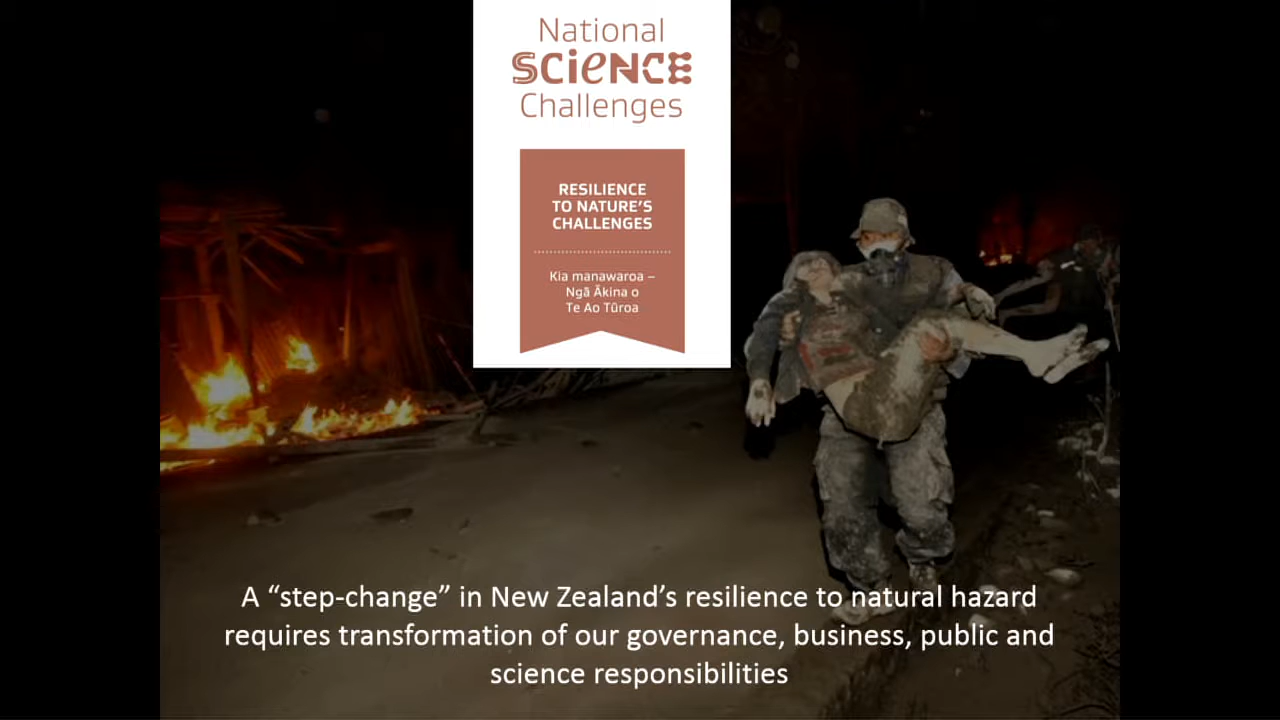 National
SCIENCE
Challenges
RESILIENCE
TO NATURE'S
CHALLENGES
Kia manawaroa –
Ngā Ākina o
Te Ao Tūroa
A “step-change” in New Zealand’s resilience to natural hazard
requires transformation of our governance, business, public and
science responsibilities